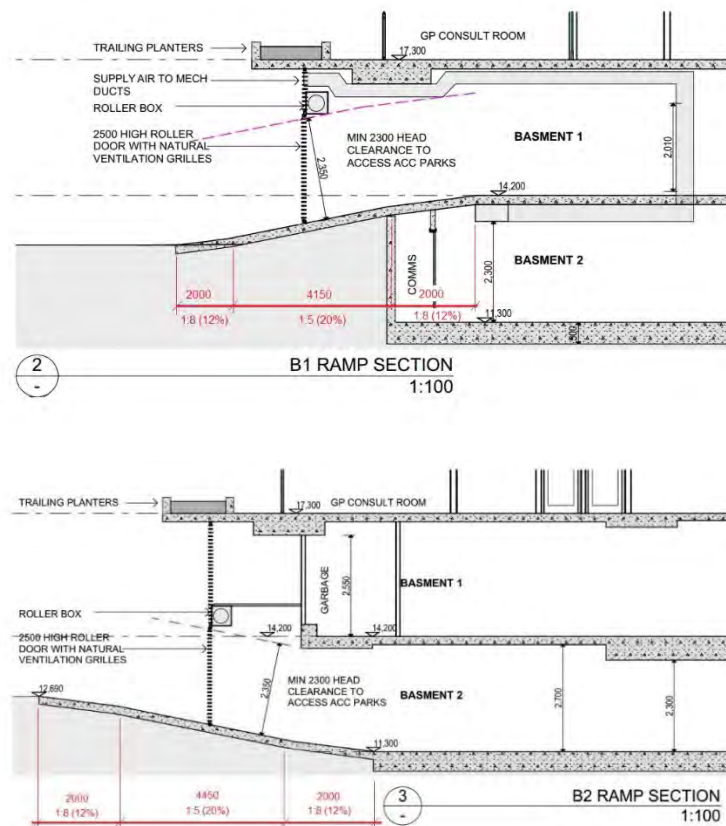 TRAILING PLANTERS
GP CONSULT ROOM
17,300
SUPPLY AIR TO MECH
DUCTS
ROLLER BOX
2500 HIGH ROLLER
DOOR WITH NATURAL
VENTILATION GRILLES
2,350
MIN 2300 HEAD
CLEARANCE TO
ACCESS ACC PARKS
BASMENT 1
2,010
14,200
COMMS
2,300
BASMENT 2
11,300
2000
4150
2000
1:8 (12%)
1:5 (20%)
1:8 (12%)
2
-
B1 RAMP SECTION
1:100
TRAILING PLANTERS
17,300
GP CONSULT ROOM
GARBAGE
2,550
BASMENT 1
ROLLER BOX
2500 HIGH ROLLER
DOOR WITH NATURAL
VENTILATION GRILLES
14,200
14,200
2,350
MIN 2300 HEAD
CLEARANCE TO
ACCESS ACC PARKS
BASMENT 2
2,700
2,300
12,690
11,300
2000
4450
2000
1:8 (12%)
1:5 (20%)
1:8 (12%)
3
-
B2 RAMP SECTION
1:100